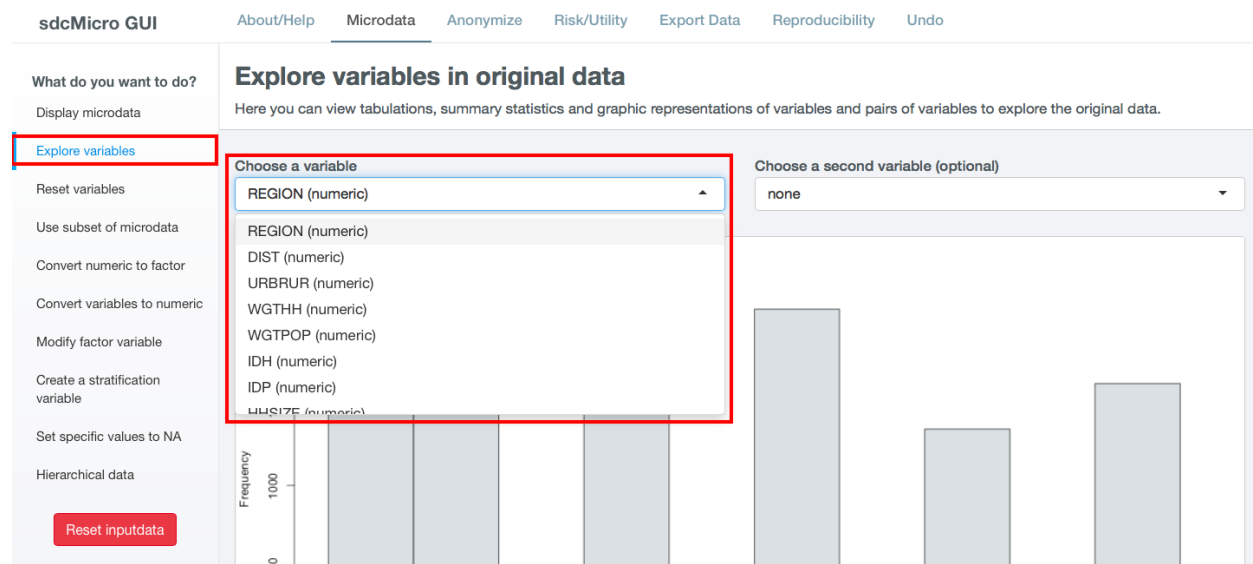 sdcMicro GUI
About/Help
Microdata
Anonymize
Risk/Utility
Export Data
Reproducibility
Undo
What do you want to do?
Display microdata
Explore variables
Reset variables
Use subset of microdata
Convert numeric to factor
Convert variables to numeric
Modify factor variable
Create a stratification
variable
Set specific values to NA
Hierarchical data
Reset inputdata
Explore variables in original data
Here you can view tabulations, summary statistics and graphic representations of variables and pairs of variables to explore the original data.
Choose a variable
REGION (numeric)
REGION (numeric)
DIST (numeric)
URBRUR (numeric)
WGTHH (numeric)
WGTPOP (numeric)
IDH (numeric)
IDP (numeric)
HHSIZE (numeric)
Choose a second variable (optional)
none
Frequency
1000